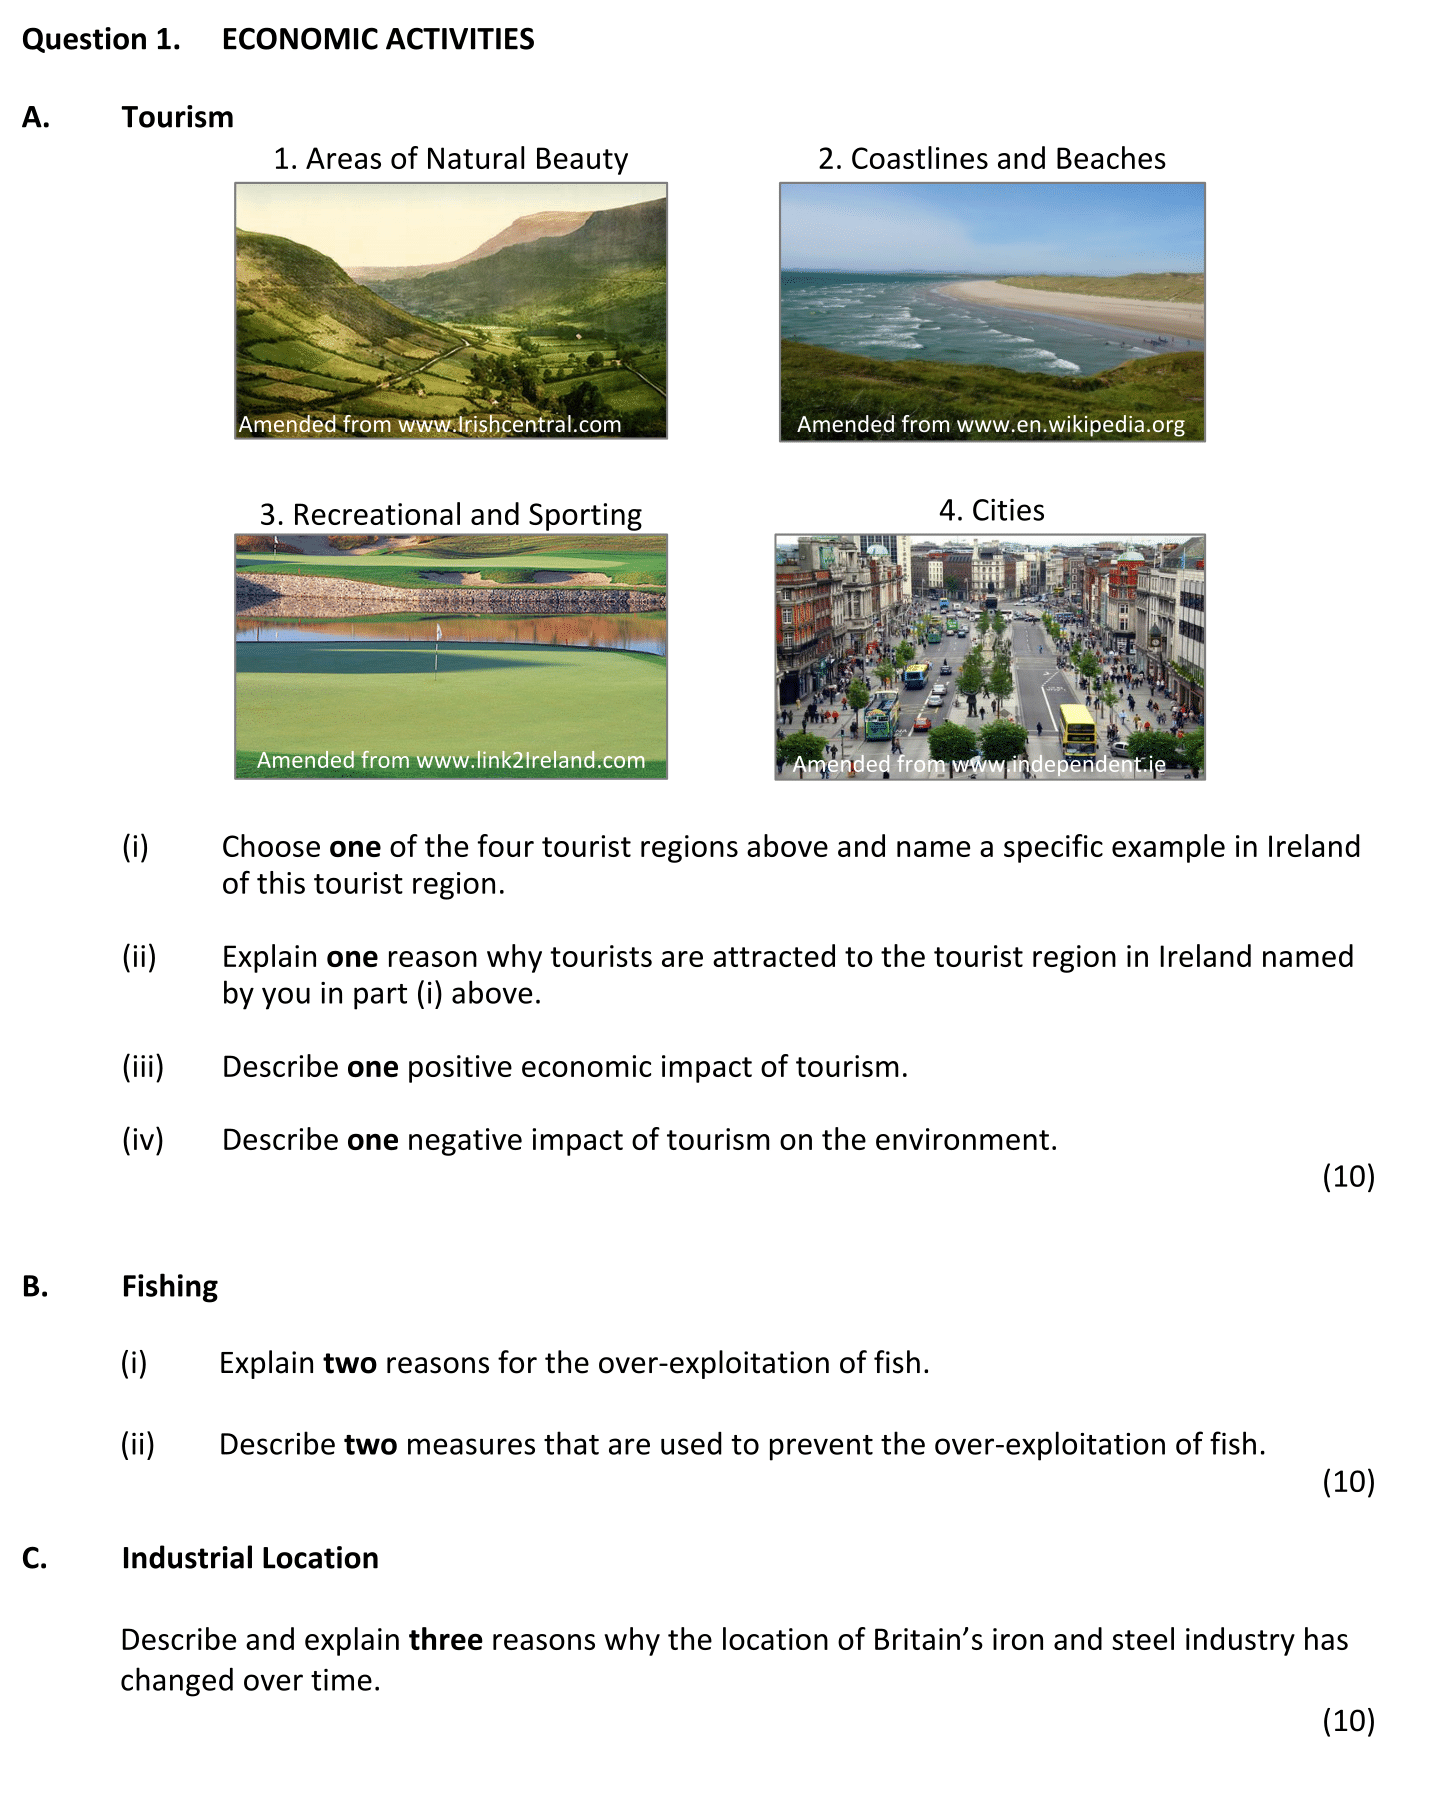 Question 1. ECONOMIC ACTIVITIES
A. Tourism
1. Areas of Natural Beauty
2. Coastlines and Beaches
Amended from www.Irishcentral.com
Amended from www.en.wikipedia.org
3. Recreational and Sporting
4. Cities
Amended from www.link2Ireland.com
Amended from www.independent.ie
(i) Choose one of the four tourist regions above and name a specific example in Ireland
of this tourist region.
(ii) Explain one reason why tourists are attracted to the tourist region in Ireland named
by you in part (i) above.
(iii) Describe one positive economic impact of tourism.
(iv) Describe one negative impact of tourism on the environment.
(10)
B. Fishing
(i) Explain two reasons for the over-exploitation of fish.
(ii) Describe two measures that are used to prevent the over-exploitation of fish.
(10)
C. Industrial Location
Describe and explain three reasons why the location of Britain’s iron and steel industry has
changed over time.
(10)